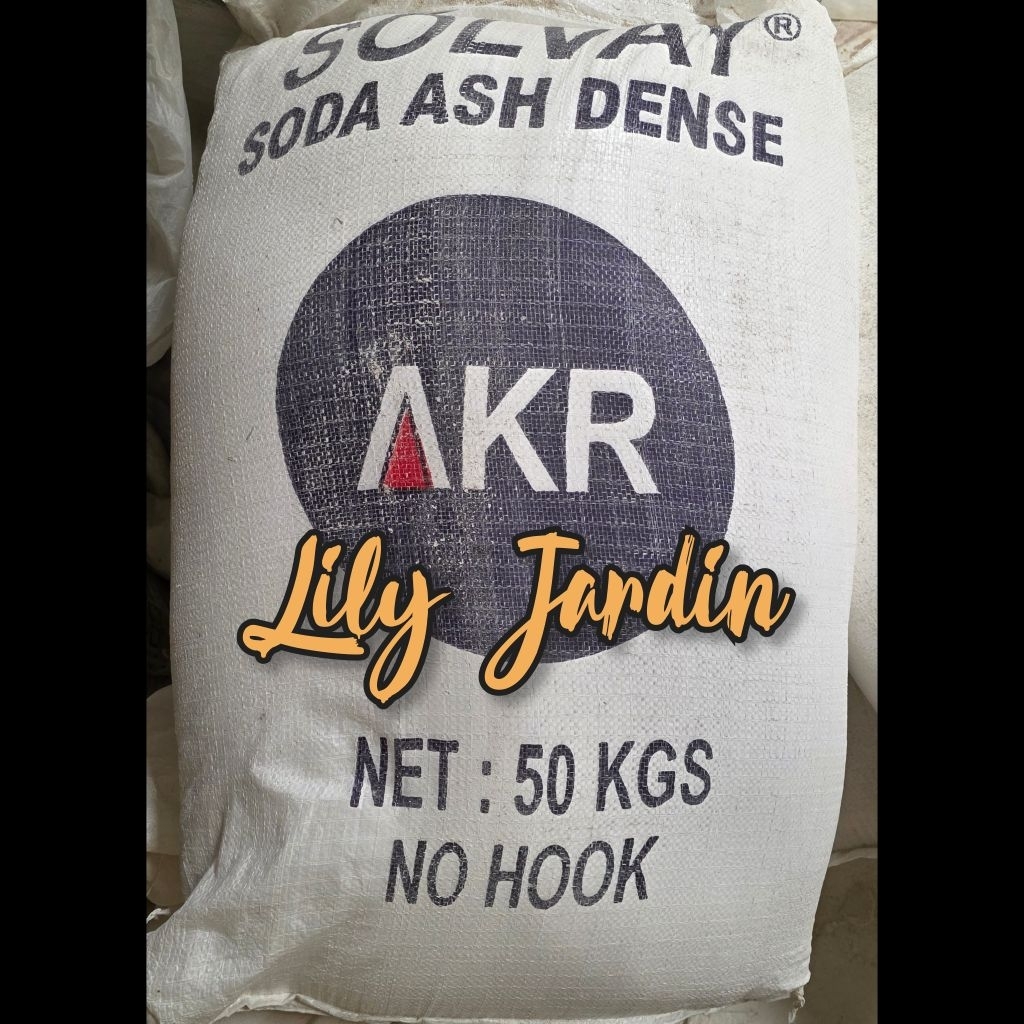 SOLVAY®
SODA ASH DENSE
AKR
Lily Jardin
NET : 50 KGS
NO HOOK